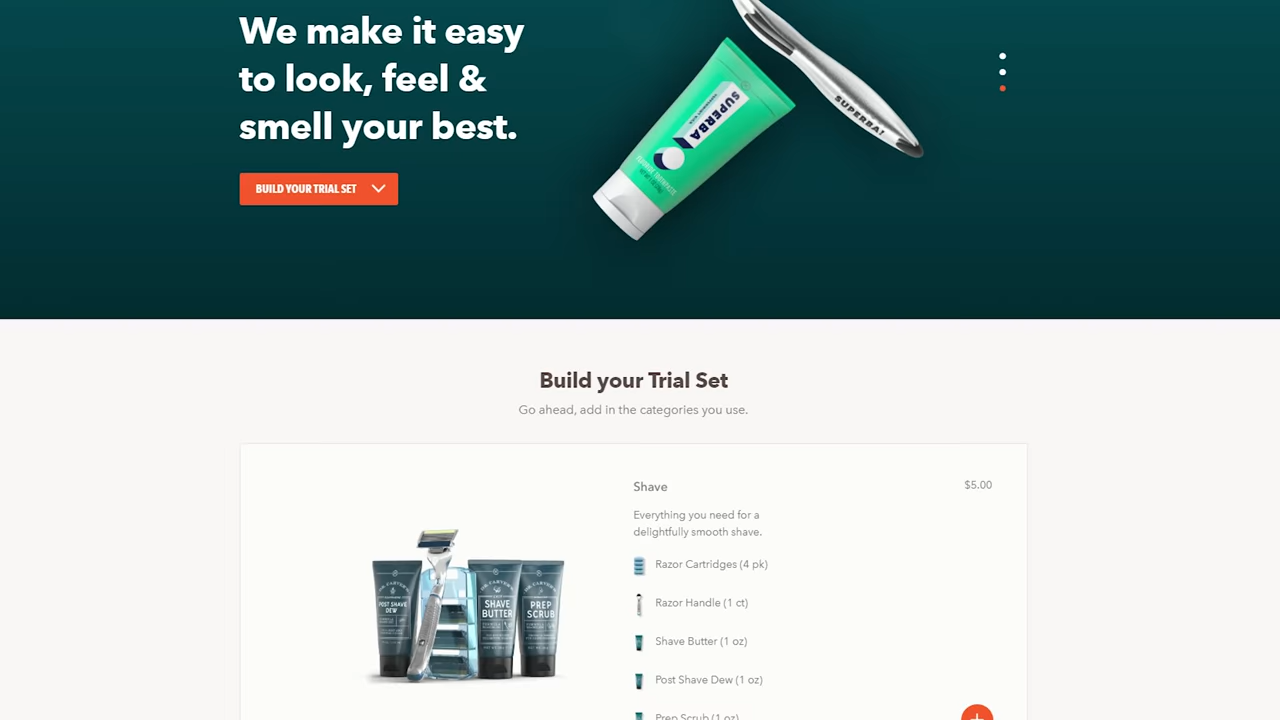 We make it easy
to look, feel &
smell your best.
BUILD YOUR TRIAL SET
SUPERBA
SUPERBA!
Build your Trial Set
Go ahead, add in the categories you use.
Shave
$5.00
Everything you need for a
delightfully smooth shave.
Razor Cartridges (4 pk)
Razor Handle (1 ct)
Shave Butter (1 oz)
Post Shave Dew (1 oz)
Prep Scrub (1 oz)
POST SHAVE
DEW
SHAVE
BUTTER
PREP
SCRUB